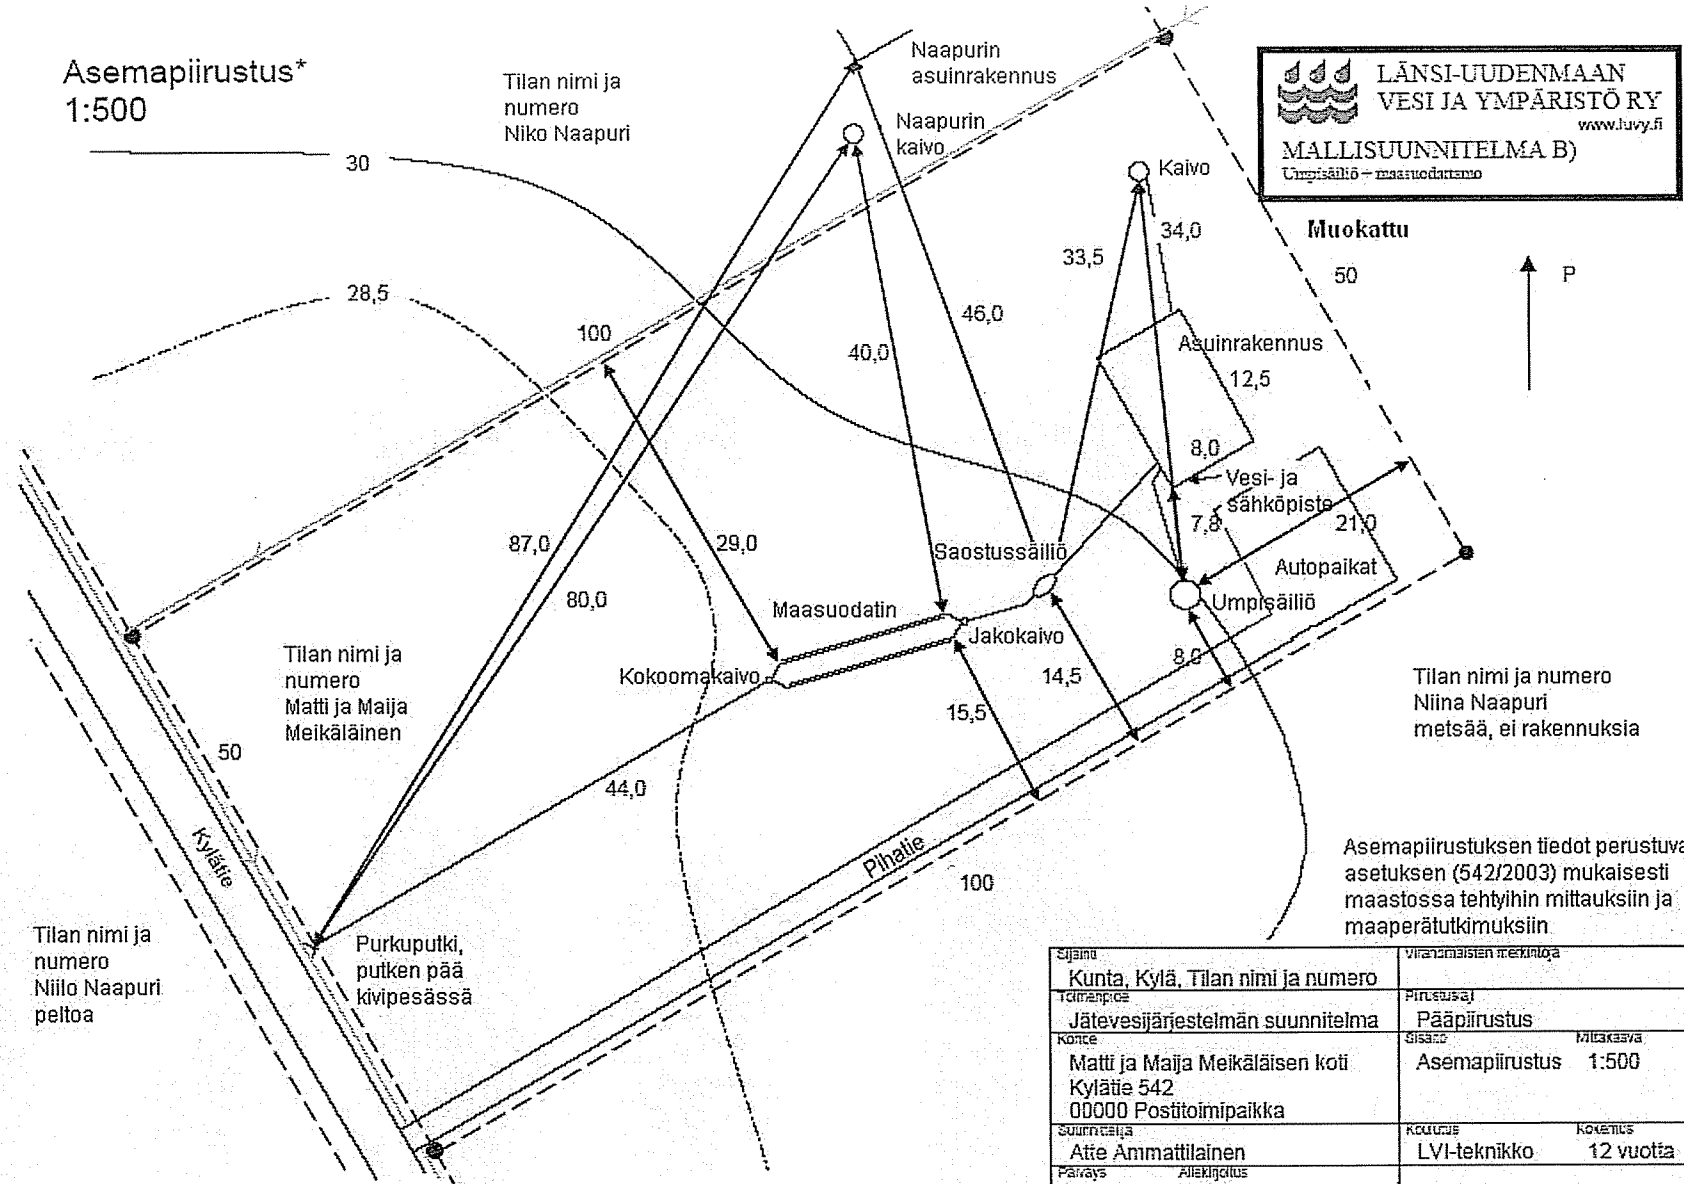 Asemapiirustus*
1:500
Tilan nimi ja
numero
Niko Naapuri
Naapurin
asuinrakennus
Naapurin
kaivo
Kaivo
LÄNSI-UUDENMAAN
VESI JA YMPÄRISTÖ RY
www.luvy.fi
MALLISUUNNITELMA B)
Umpisäiliö + maasuodattamo
Muokattu
50
P
30
28,5
100
34,0
33,5
46,0
40,0
Asuinrakennus
12,5
8,0
Vesi- ja
sähköpiste
7,8
21,0
Autopaikat
Umpisäiliö
87,0
29,0
80,0
Saostussäiliö
Maasuodatin
Jakokaivo
Kokoomakaivo
14,5
8,0
15,5
Tilan nimi ja
numero
Matti ja Maija
Meikäläinen
50
44,0
Kylätie
Pihatie
100
Tilan nimi ja numero
Niina Naapuri
metsää, ei rakennuksia
Tilan nimi ja
numero
Niilo Naapuri
peltoa
Purkuputki,
putken pää
kivipesässä
Asemapiirustuksen tiedot perustuva
asetuksen (542/2003) mukaisesti
maastossa tehtyihin mittauksiin ja
maaperätutkimuksiin
Sijainti
Viranomaisten merkintöjä
Kunta, Kylä, Tilan nimi ja numero
Toimenpide
Piirustuslaji
Jätevesijärjestelmän suunnitelma
Pääpiirustus
Kohde
Sisältö
Mittakaava
Matti ja Maija Meikäläisen koti
Asemapiirustus
1:500
Kylätie 542
00000 Postitoimipaikka
Suunnittelija
Koulutus
Kokemus
Atte Ammattilainen
LVI-teknikko
12 vuotta
Päiväys
Allekirjoitus